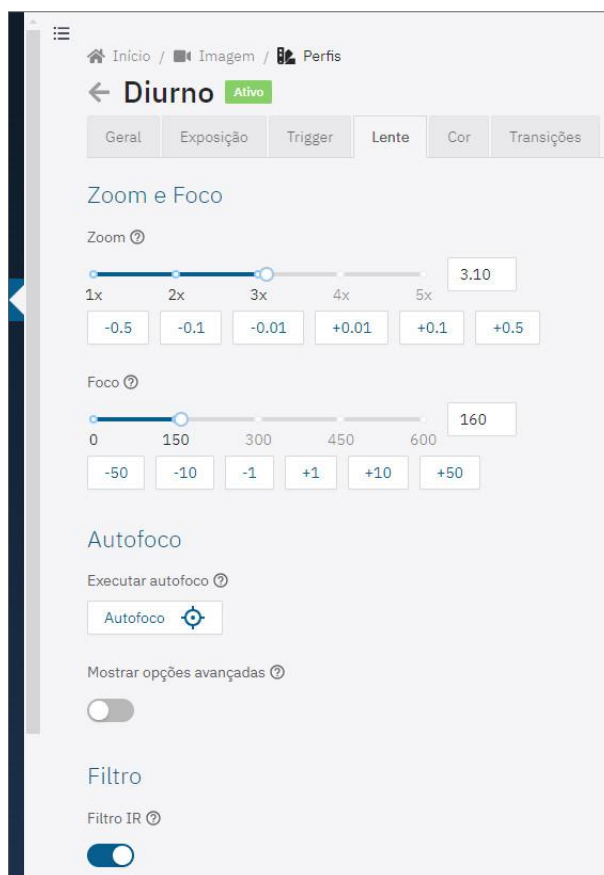 Início / Imagem / Perfis
Diurno Ativo
Geral Exposição Trigger Lente Cor Transições
Zoom e Foco
Zoom
3.10
1x 2x 3x 4x 5x
-0.5 -0.1 -0.01 +0.01 +0.1 +0.5
Foco
160
0 150 300 450 600
-50 -10 -1 +1 +10 +50
Autofoco
Executar autofoco
Autofoco
Mostrar opções avançadas
Filtro
Filtro IR